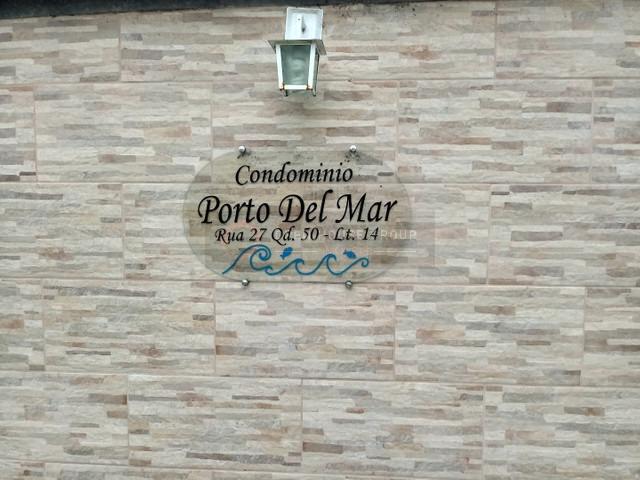 Condominio
Porto Del Mar
Rua 27 Qd. 50 - Lt. 14